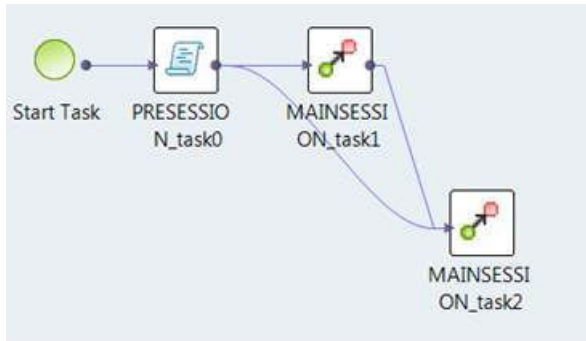 Start Task
PRESESSIO
N_task0
MAINSESSI
ON_task1
MAINSESSI
ON_task2